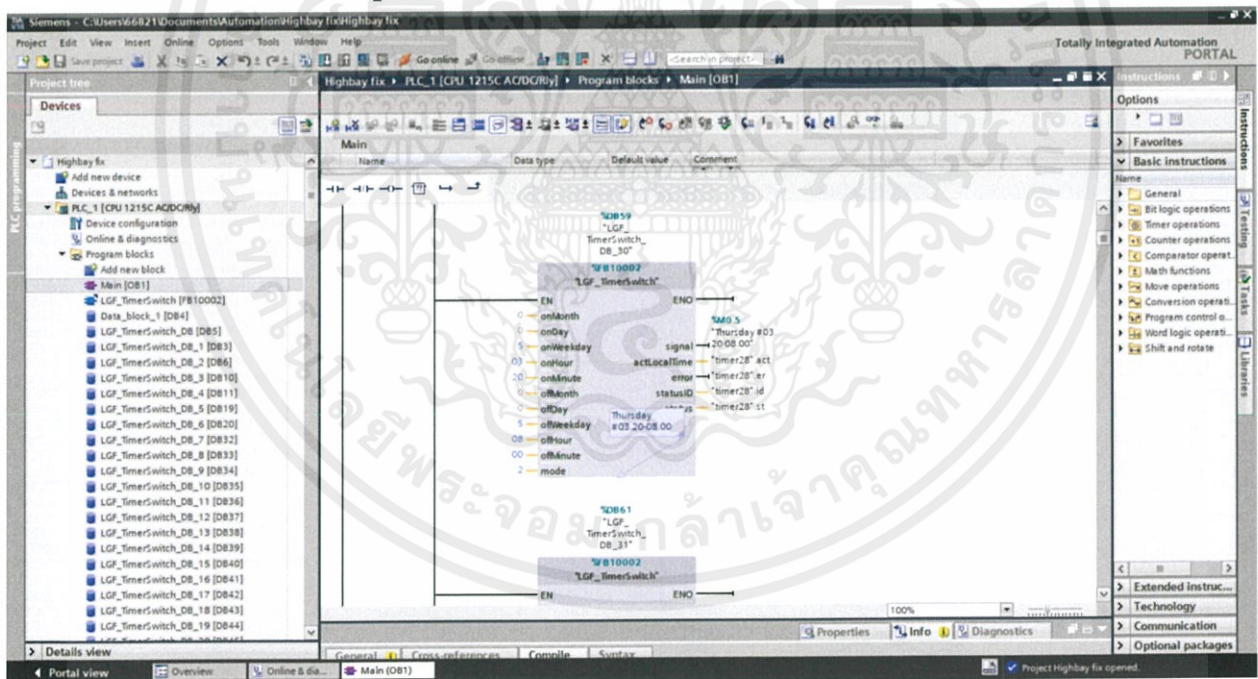 Siemens - C:\Users\66821\Documents\Automation\Highbay fix\Highbay fix
Project Edit View Insert Online Options Tools Window Help
Totally Integrated Automation
PORTAL
Save project
Go online
Go offline
<Search in project>
Project tree
Highbay fix ▸ PLC_1 [CPU 1215C AC/DC/Rly] ▸ Program blocks ▸ Main [OB1]
Instructions
Devices
Options
PLC programming
Highbay fix
Add new device
Devices & networks
PLC_1 [CPU 1215C AC/DC/Rly]
Device configuration
Online & diagnostics
Program blocks
Add new block
Main [OB1]
LGF_TimerSwitch [FB10002]
Data_block_1 [DB4]
LGF_TimerSwitch_DB [DB5]
LGF_TimerSwitch_DB_1 [DB3]
LGF_TimerSwitch_DB_2 [DB6]
LGF_TimerSwitch_DB_3 [DB10]
LGF_TimerSwitch_DB_4 [DB11]
LGF_TimerSwitch_DB_5 [DB19]
LGF_TimerSwitch_DB_6 [DB20]
LGF_TimerSwitch_DB_7 [DB32]
LGF_TimerSwitch_DB_8 [DB33]
LGF_TimerSwitch_DB_9 [DB34]
LGF_TimerSwitch_DB_10 [DB35]
LGF_TimerSwitch_DB_11 [DB36]
LGF_TimerSwitch_DB_12 [DB37]
LGF_TimerSwitch_DB_13 [DB38]
LGF_TimerSwitch_DB_14 [DB39]
LGF_TimerSwitch_DB_15 [DB40]
LGF_TimerSwitch_DB_16 [DB41]
LGF_TimerSwitch_DB_17 [DB42]
LGF_TimerSwitch_DB_18 [DB43]
LGF_TimerSwitch_DB_19 [DB44]
Details view
Main
Name Data type Default value Comment
%DB59
"LGF_
TimerSwitch_
DB_30"
%FB10002
"LGF_TimerSwitch"
EN ENO
0 onMonth
0 onDay
5 onWeekday
03 onHour
20 onMinute
0 offMonth
0 offDay
5 offWeekday
08 offHour
00 offMinute
2 mode
%M0.5
"Thursday #03
20-08.00"
signal
actLocalTime "timer28".act
error "timer28".er
statusID "timer28".id
status "timer28".st
Thursday
#03.20-08.00
%DB61
"LGF_
TimerSwitch_
DB_31"
%FB10002
"LGF_TimerSwitch"
EN ENO
100%
Properties Info Diagnostics
General Cross-references Compile Syntax
Favorites
Basic instructions
Name
General
Bit logic operations
Timer operations
Counter operations
Comparator operat...
Math functions
Move operations
Conversion operati...
Program control o...
Word logic operati...
Shift and rotate
Extended instruc...
Technology
Communication
Optional packages
Instructions
Testing
Tasks
Libraries
Portal view
Overview
Online & dia...
Main (OB1)
Project Highbay fix opened.